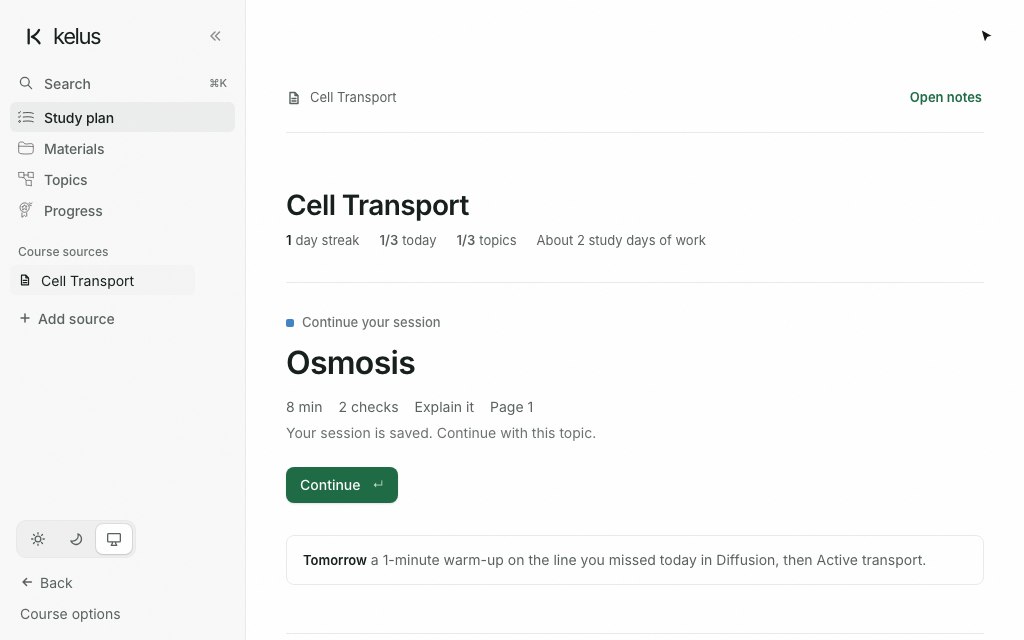 kelus
Search ⌘K
Study plan
Materials
Topics
Progress
Course sources
Cell Transport
+ Add source
← Back
Course options
Cell Transport
Open notes
Cell Transport
1 day streak 1/3 today 1/3 topics About 2 study days of work
Continue your session
Osmosis
8 min 2 checks Explain it Page 1
Your session is saved. Continue with this topic.
Continue ↵
Tomorrow a 1-minute warm-up on the line you missed today in Diffusion, then Active transport.